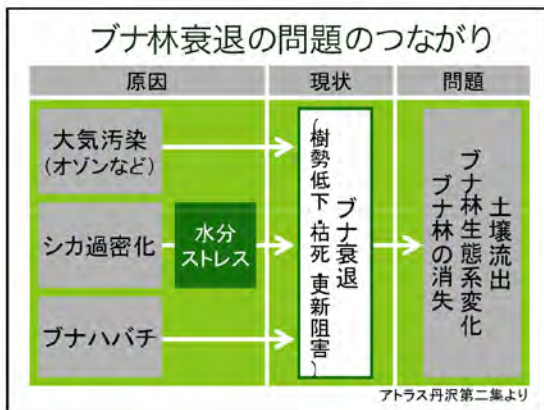 ブナ林衰退の問題のつながり
原因
現状
問題
大気汚染
(オゾンなど)
シカ過密化
水分
ストレス
ブナハバチ
ブナ衰退
(樹勢低下・枯死・更新阻害)
土壌流出
ブナ林生態系変化
ブナ林の消失
アトラス丹沢第二集より